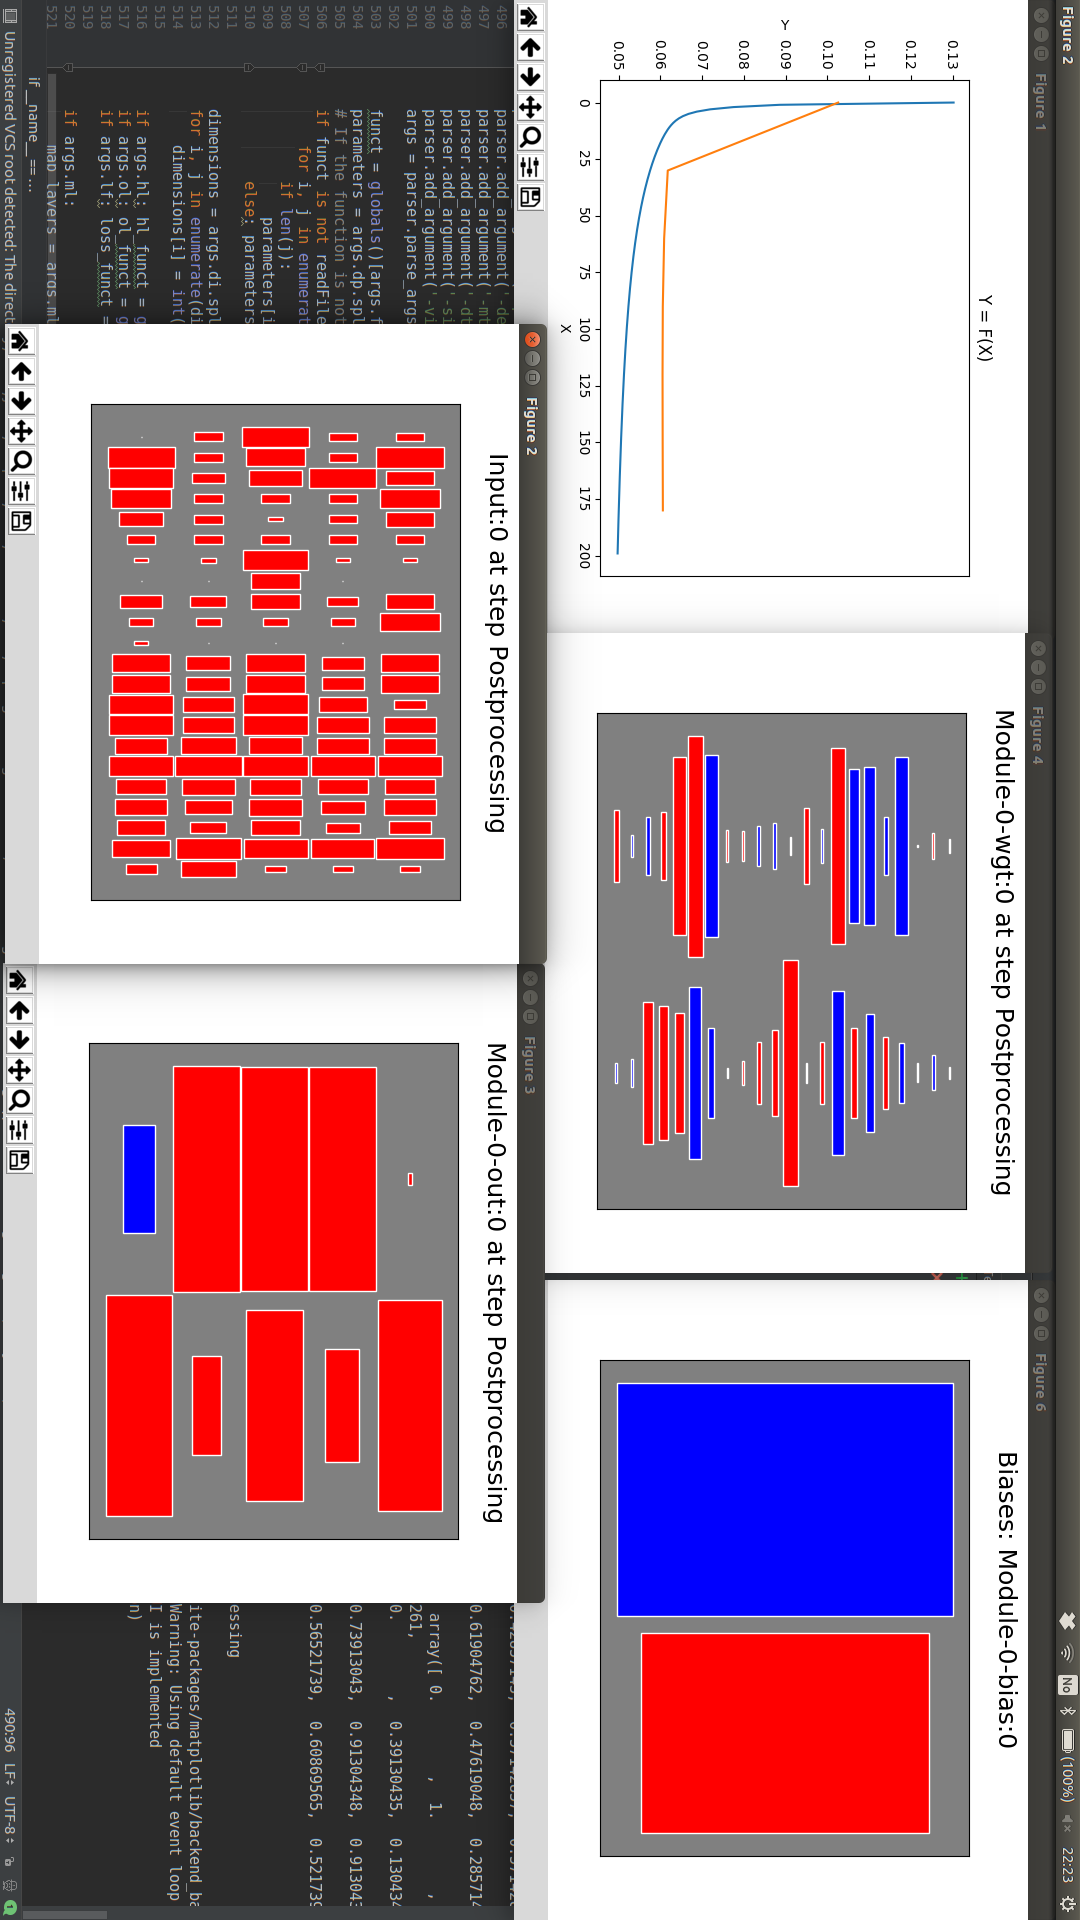 Figure 2
No
(100%)
22:23
Figure 1
Y = F(X)
Y
0.13
0.12
0.11
0.10
0.09
0.08
0.07
0.06
0.05
0
25
50
75
100
125
150
175
200
X
Figure 4
Module-0-wgt:0 at step Postprocessing
Figure 6
Biases: Module-0-bias:0
Figure 2
Input:0 at step Postprocessing
Figure 3
Module-0-out:0 at step Postprocessing
496 parser.add_argument('-de
497 parser.add_argument('-mt
498 parser.add_argument('-dt
499 parser.add_argument('-si
500 parser.add_argument('-vi
501 args = parser.parse_args
502
503 funct = globals()[args.f
504 parameters = args.dp.spl
505 # If the function is not
506 if funct is not readFile
507 for i, j in enumerat
508 if len(j):
509 parameters[i
510 else: parameters
511
512 dimensions = args.di.spl
513 for i, j in enumerate(di
514 dimensions[i] = int(
515
516 if args.hl: hl_funct = g
517 if args.ol: ol_funct = g
518 if args.lf: loss_funct =
519
520 if args.ml:
521 map_layers = args.ml
if __name__ ==...
0.61904762, 0.47619048, 0.285714
array([ 0. , 1. ,
261,
0. , 0.39130435, 0.130434
0.73913043, 0.91304348, 0.91304
0.56521739, 0.60869565, 0.521739
essing
ite-packages/matplotlib/backend_ba
Warning: Using default event loop
I is implemented
n)
Unregistered VCS root detected: The direct
490:96 LF UTF-8
1